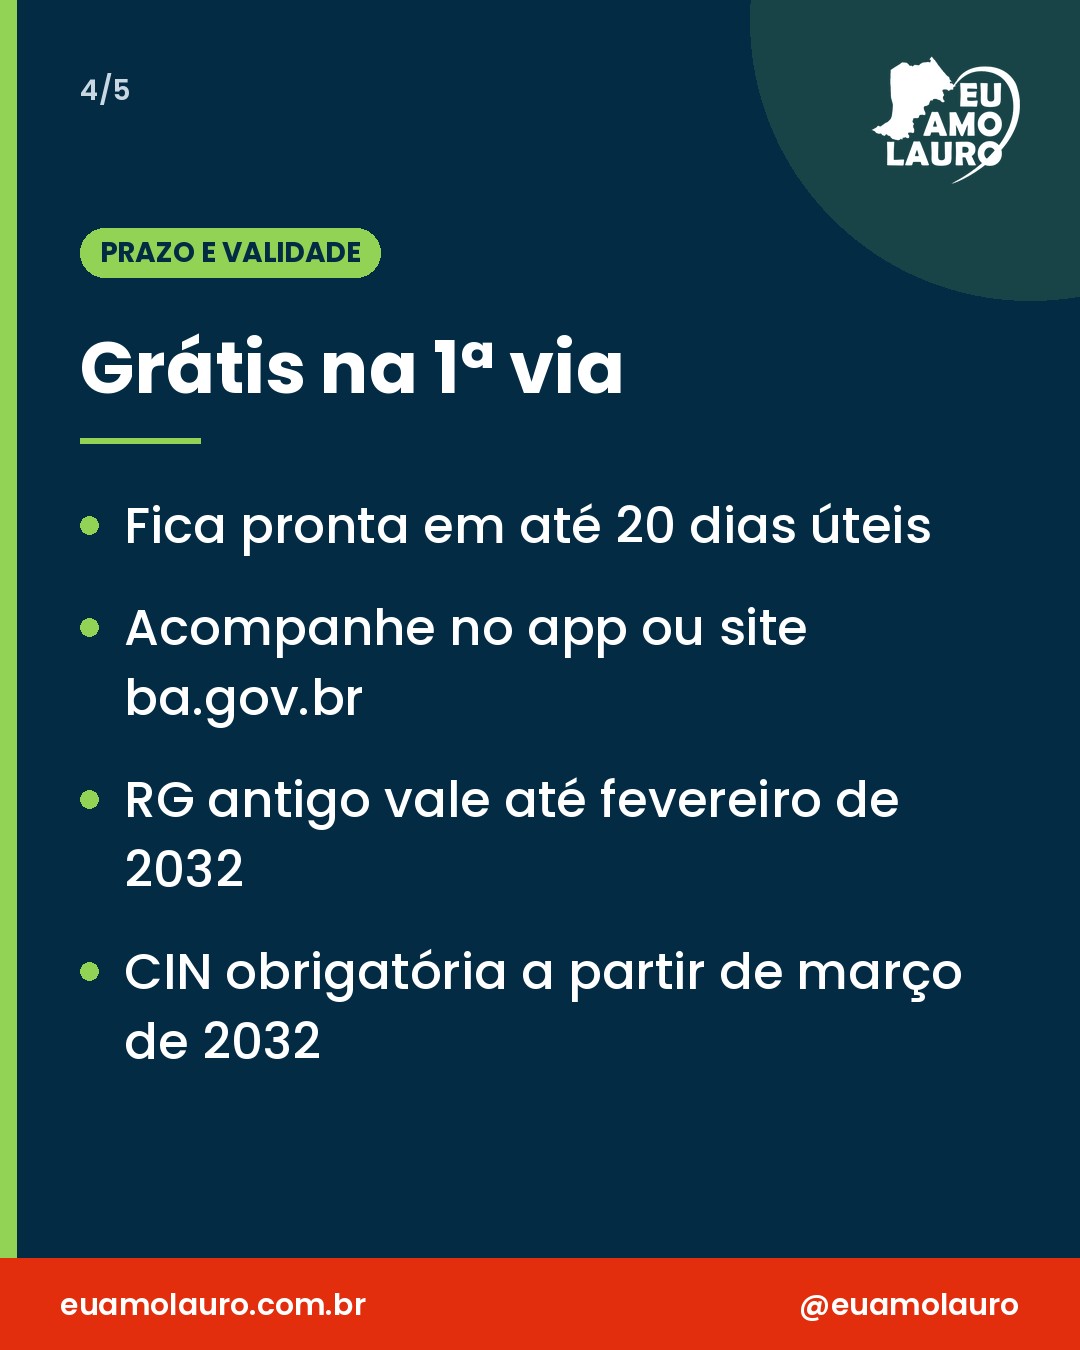 4/5
EU
AMO
LAURO
PRAZO E VALIDADE
Grátis na 1ª via
Fica pronta em até 20 dias úteis
Acompanhe no app ou site
ba.gov.br
RG antigo vale até fevereiro de
2032
CIN obrigatória a partir de março
de 2032
euamolauro.com.br
@euamolauro